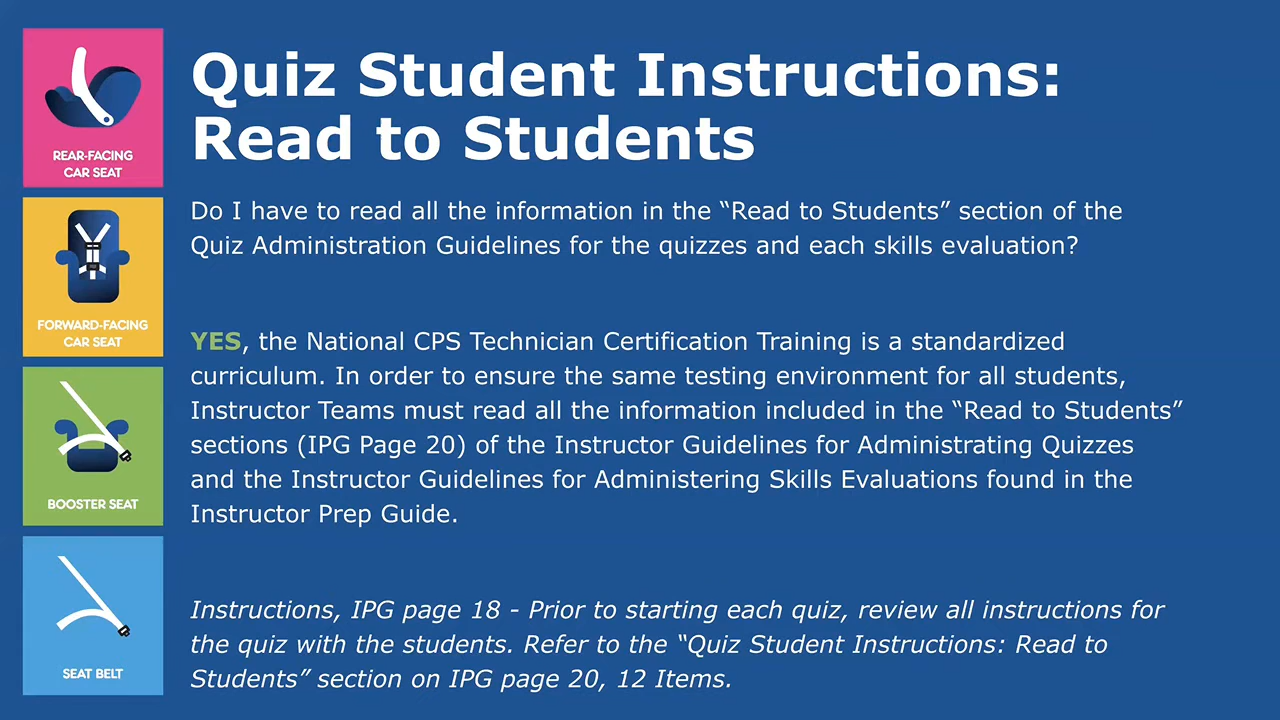 Quiz Student Instructions:
Read to Students
REAR-FACING
CAR SEAT
FORWARD-FACING
CAR SEAT
BOOSTER SEAT
SEAT BELT
Do I have to read all the information in the “Read to Students” section of the
Quiz Administration Guidelines for the quizzes and each skills evaluation?
YES, the National CPS Technician Certification Training is a standardized
curriculum. In order to ensure the same testing environment for all students,
Instructor Teams must read all the information included in the “Read to Students”
sections (IPG Page 20) of the Instructor Guidelines for Administrating Quizzes
and the Instructor Guidelines for Administering Skills Evaluations found in the
Instructor Prep Guide.
Instructions, IPG page 18 - Prior to starting each quiz, review all instructions for
the quiz with the students. Refer to the “Quiz Student Instructions: Read to
Students” section on IPG page 20, 12 Items.